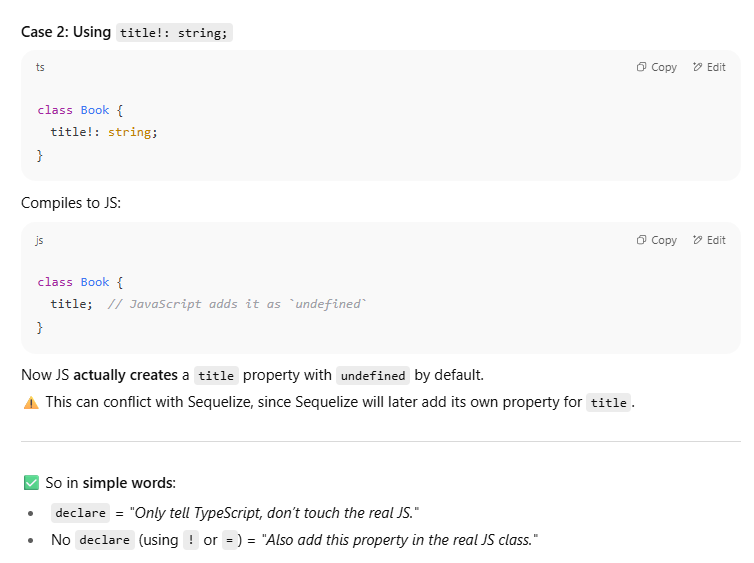 Case 2: Using title!: string;
ts
Copy
Edit
class Book {
title!: string;
}
Compiles to JS:
js
Copy
Edit
class Book {
title;  // JavaScript adds it as `undefined`
}
Now JS actually creates a title property with undefined by default.
⚠️ This can conflict with Sequelize, since Sequelize will later add its own property for title.
✅ So in simple words:
• declare = "Only tell TypeScript, don't touch the real JS."
• No declare (using ! or =) = "Also add this property in the real JS class."